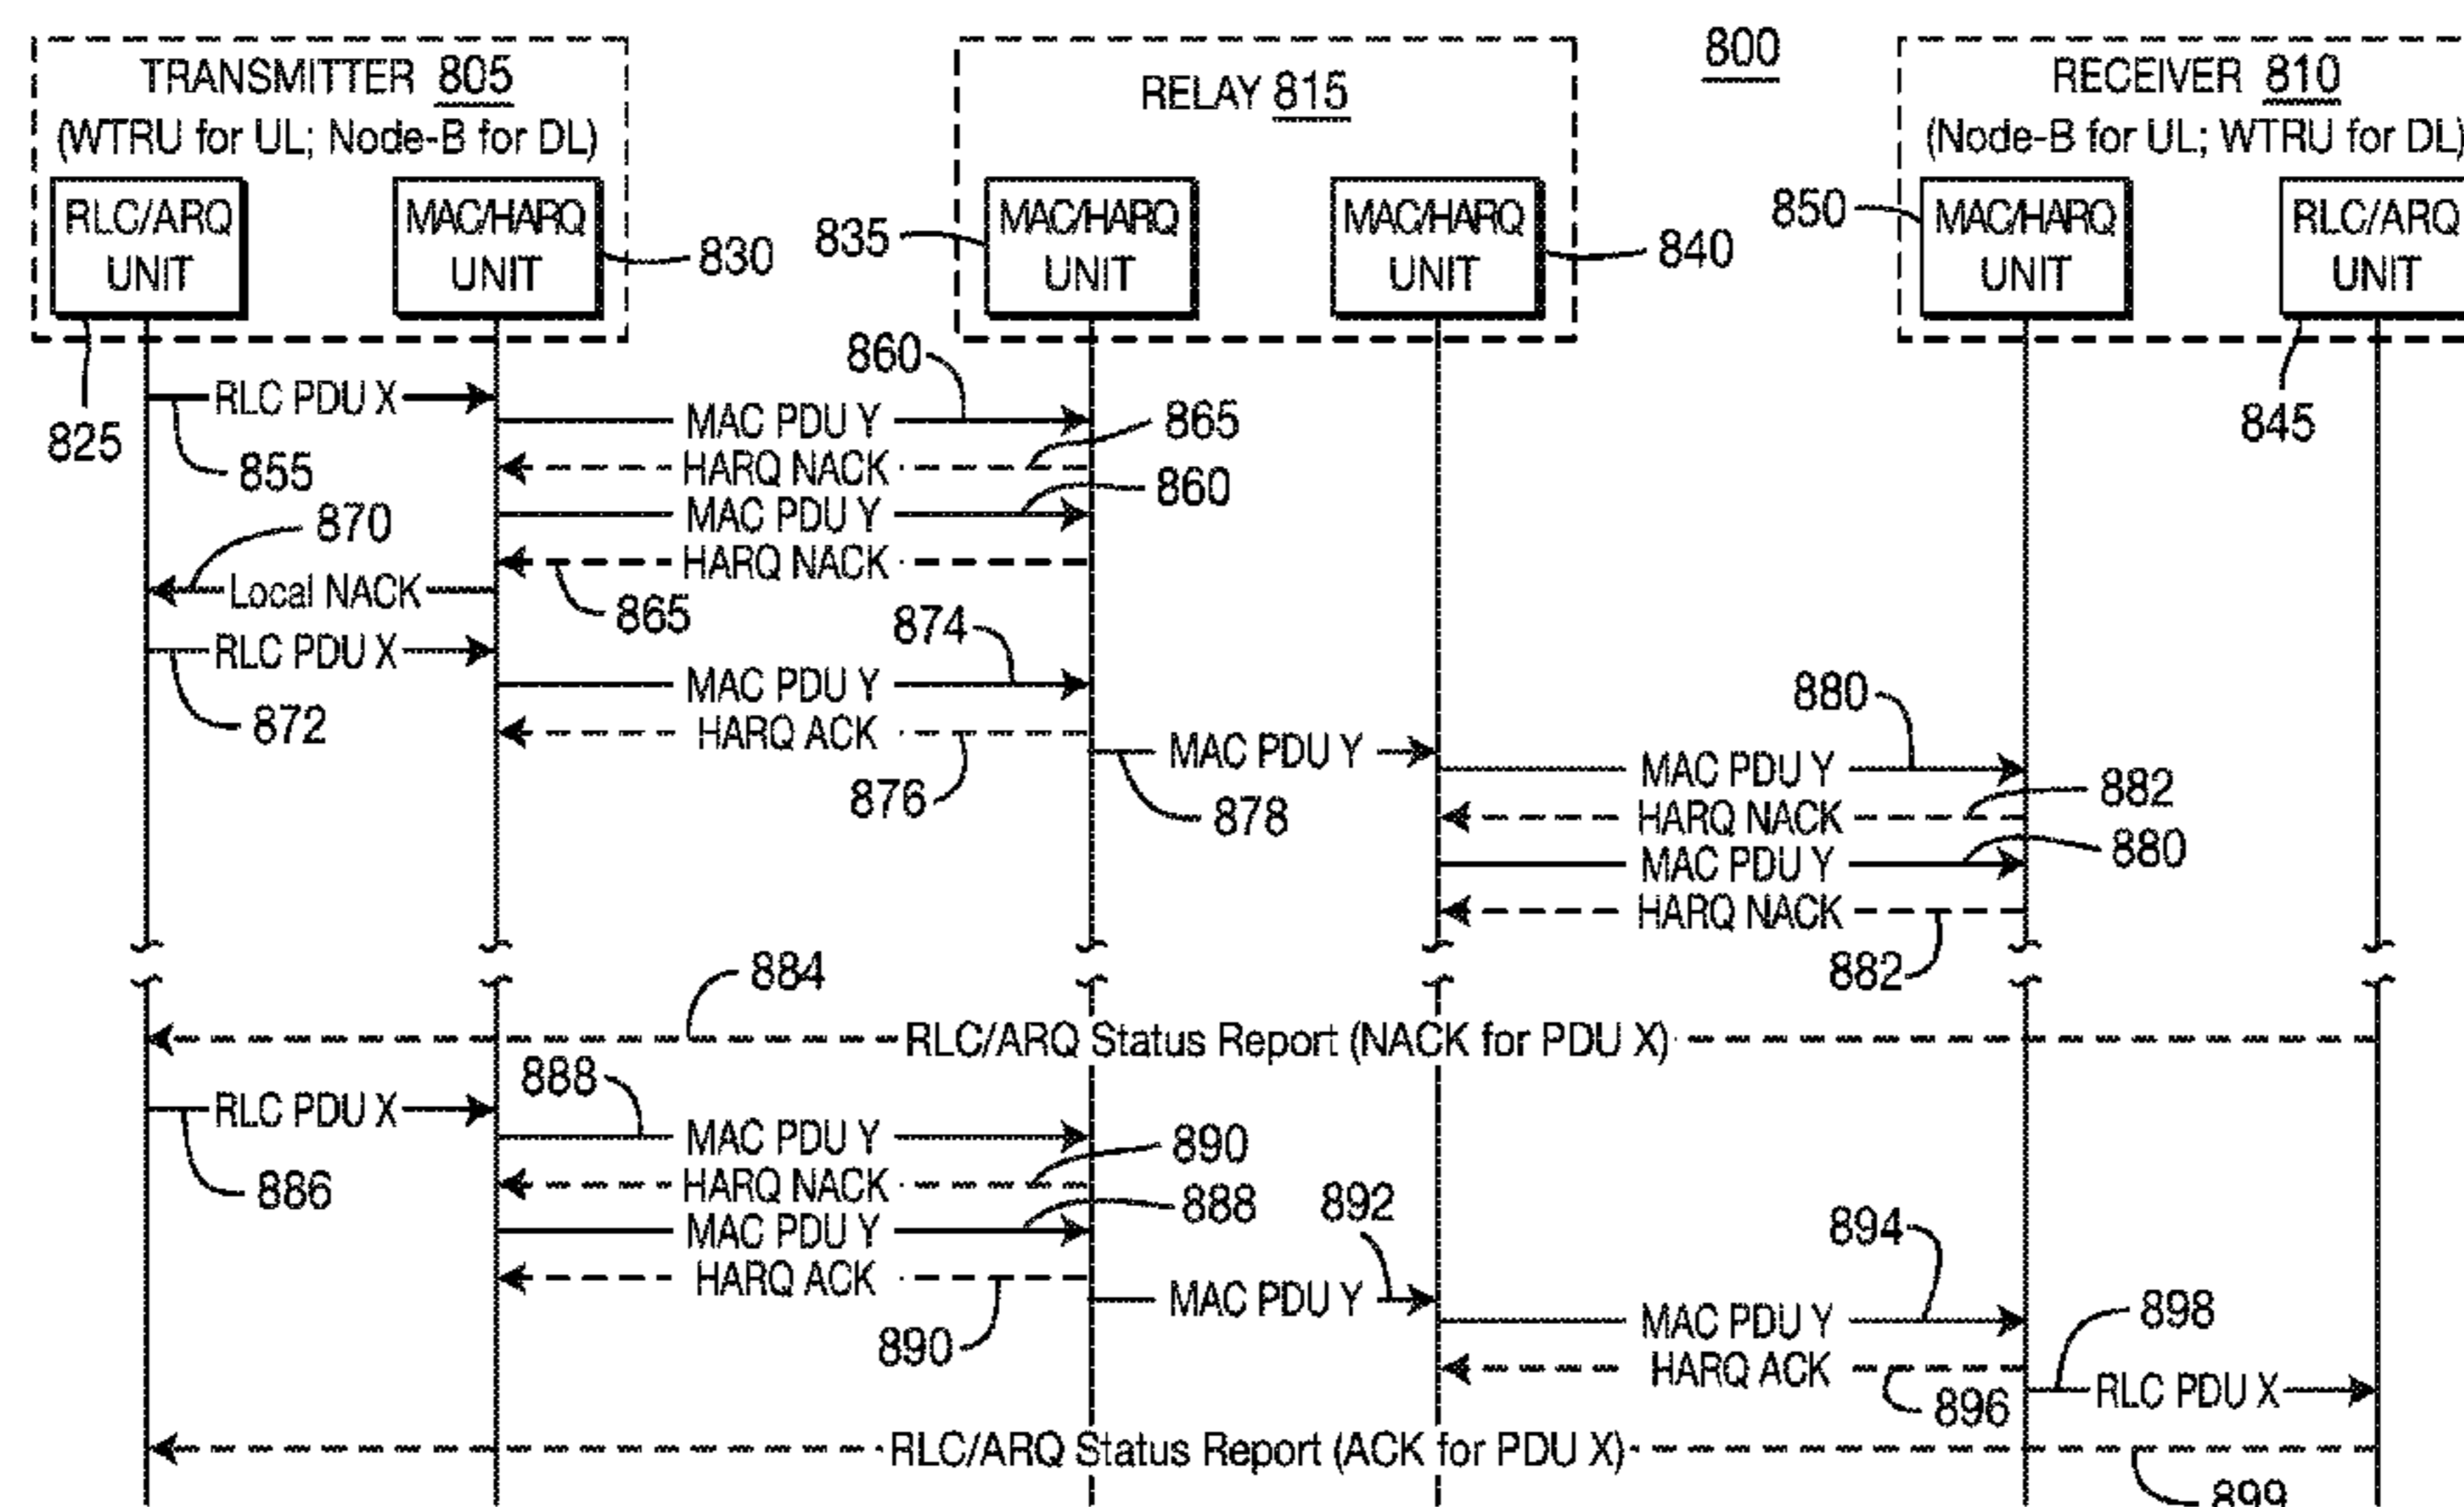 800
TRANSMITTER 805
(WTRU for UL; Node-B for DL)
RLC/ARQ
UNIT
MAC/HARQ
UNIT
825
830
RELAY 815
MAC/HARQ
UNIT
MAC/HARQ
UNIT
835
840
RECEIVER 810
(Node-B for UL; WTRU for DL)
850
MAC/HARQ
UNIT
RLC/ARQ
UNIT
845
RLC PDU X
855
860
MAC PDU Y
865
HARQ NACK
860
MAC PDU Y
HARQ NACK
865
870
Local NACK
RLC PDU X
872
874
MAC PDU Y
HARQ ACK
876
MAC PDU Y
878
880
MAC PDU Y
882
HARQ NACK
880
MAC PDU Y
HARQ NACK
882
884
RLC/ARQ Status Report (NACK for PDU X)
RLC PDU X
886
888
MAC PDU Y
890
HARQ NACK
888
MAC PDU Y
HARQ ACK
890
892
MAC PDU Y
894
MAC PDU Y
HARQ ACK
896
898
RLC PDU X
RLC/ARQ Status Report (ACK for PDU X)
899